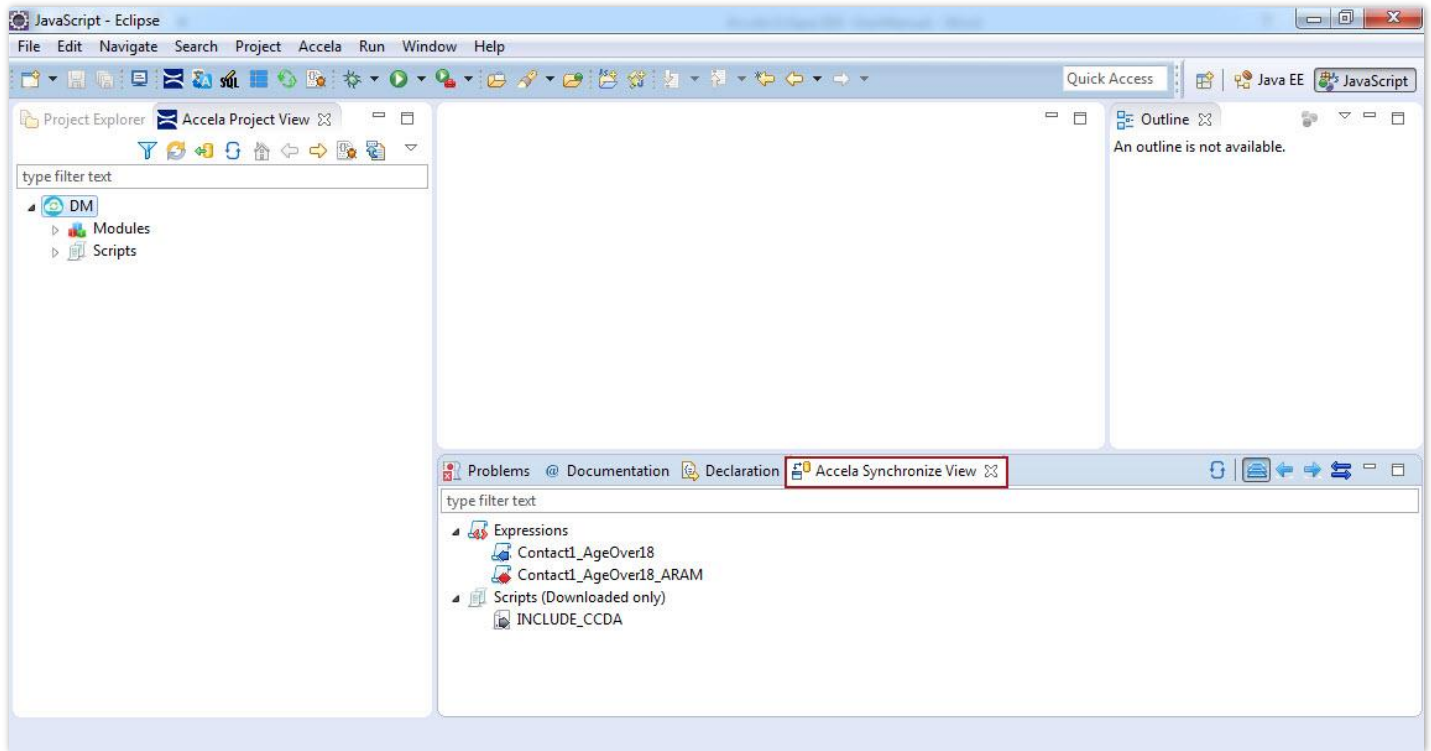 JavaScript - Eclipse
File Edit Navigate Search Project Accela Run Window Help
SQL
Quick Access Java EE JavaScript
Project Explorer Accela Project View
type filter text
DM
Modules
Scripts
Outline
An outline is not available.
Problems @ Documentation Declaration Accela Synchronize View
type filter text
Expressions
Contact1_AgeOver18
Contact1_AgeOver18_ARAM
Scripts (Downloaded only)
INCLUDE_CCDA